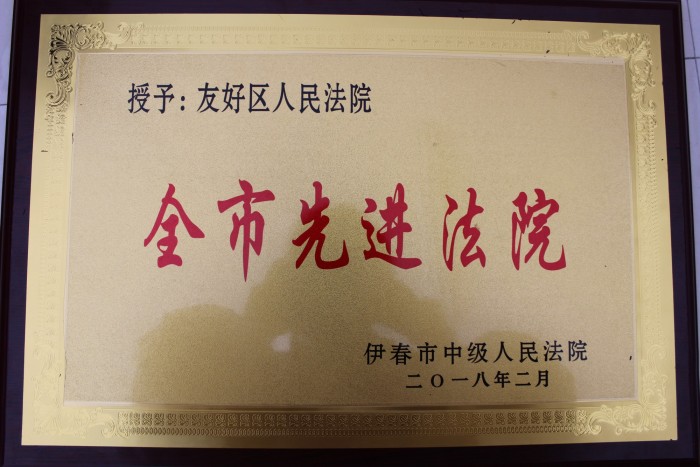 授予：友好区人民法院
全市先进法院
伊春市中级人民法院
二〇一八年二月